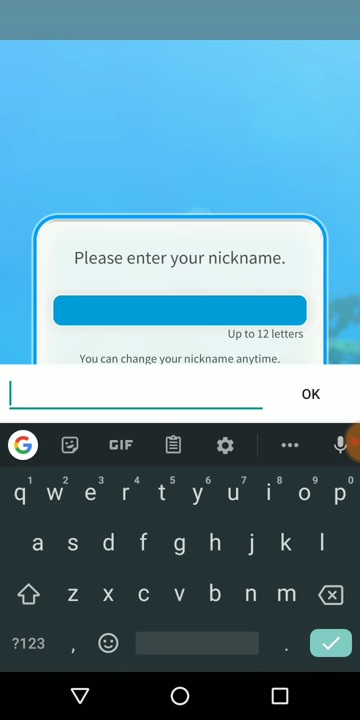 Please enter your nickname.
Up to 12 letters
You can change your nickname anytime.
OK
G GIF
1 2 3 4 5 6 7 8 9 0
q w e r t y u i o p
a s d f g h j k l
z x c v b n m
?123 , .